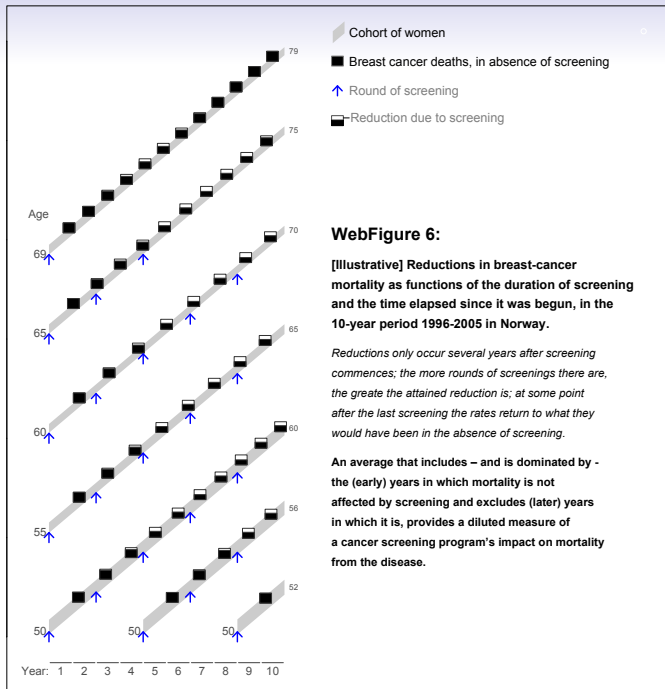 Cohort of women
Breast cancer deaths, in absence of screening
Round of screening
Reduction due to screening
79
75
Age
69
70
65
65
60
60
55
56
52
50
50
50
Year: 1 2 3 4 5 6 7 8 9 10
WebFigure 6:
[Illustrative] Reductions in breast-cancer
mortality as functions of the duration of screening
and the time elapsed since it was begun, in the
10-year period 1996-2005 in Norway.
Reductions only occur several years after screening
commences; the more rounds of screenings there are,
the greate the attained reduction is; at some point
after the last screening the rates return to what they
would have been in the absence of screening.
An average that includes – and is dominated by -
the (early) years in which mortality is not
affected by screening and excludes (later) years
in which it is, provides a diluted measure of
a cancer screening program's impact on mortality
from the disease.